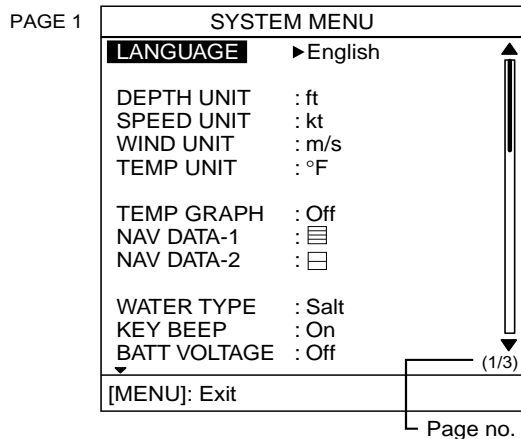 PAGE 1
SYSTEM MENU
LANGUAGE ▶English
DEPTH UNIT : ft
SPEED UNIT : kt
WIND UNIT : m/s
TEMP UNIT : °F
TEMP GRAPH : Off
NAV DATA-1 :
NAV DATA-2 :
WATER TYPE : Salt
KEY BEEP : On
BATT VOLTAGE : Off
(1/3)
[MENU]: Exit
Page no.